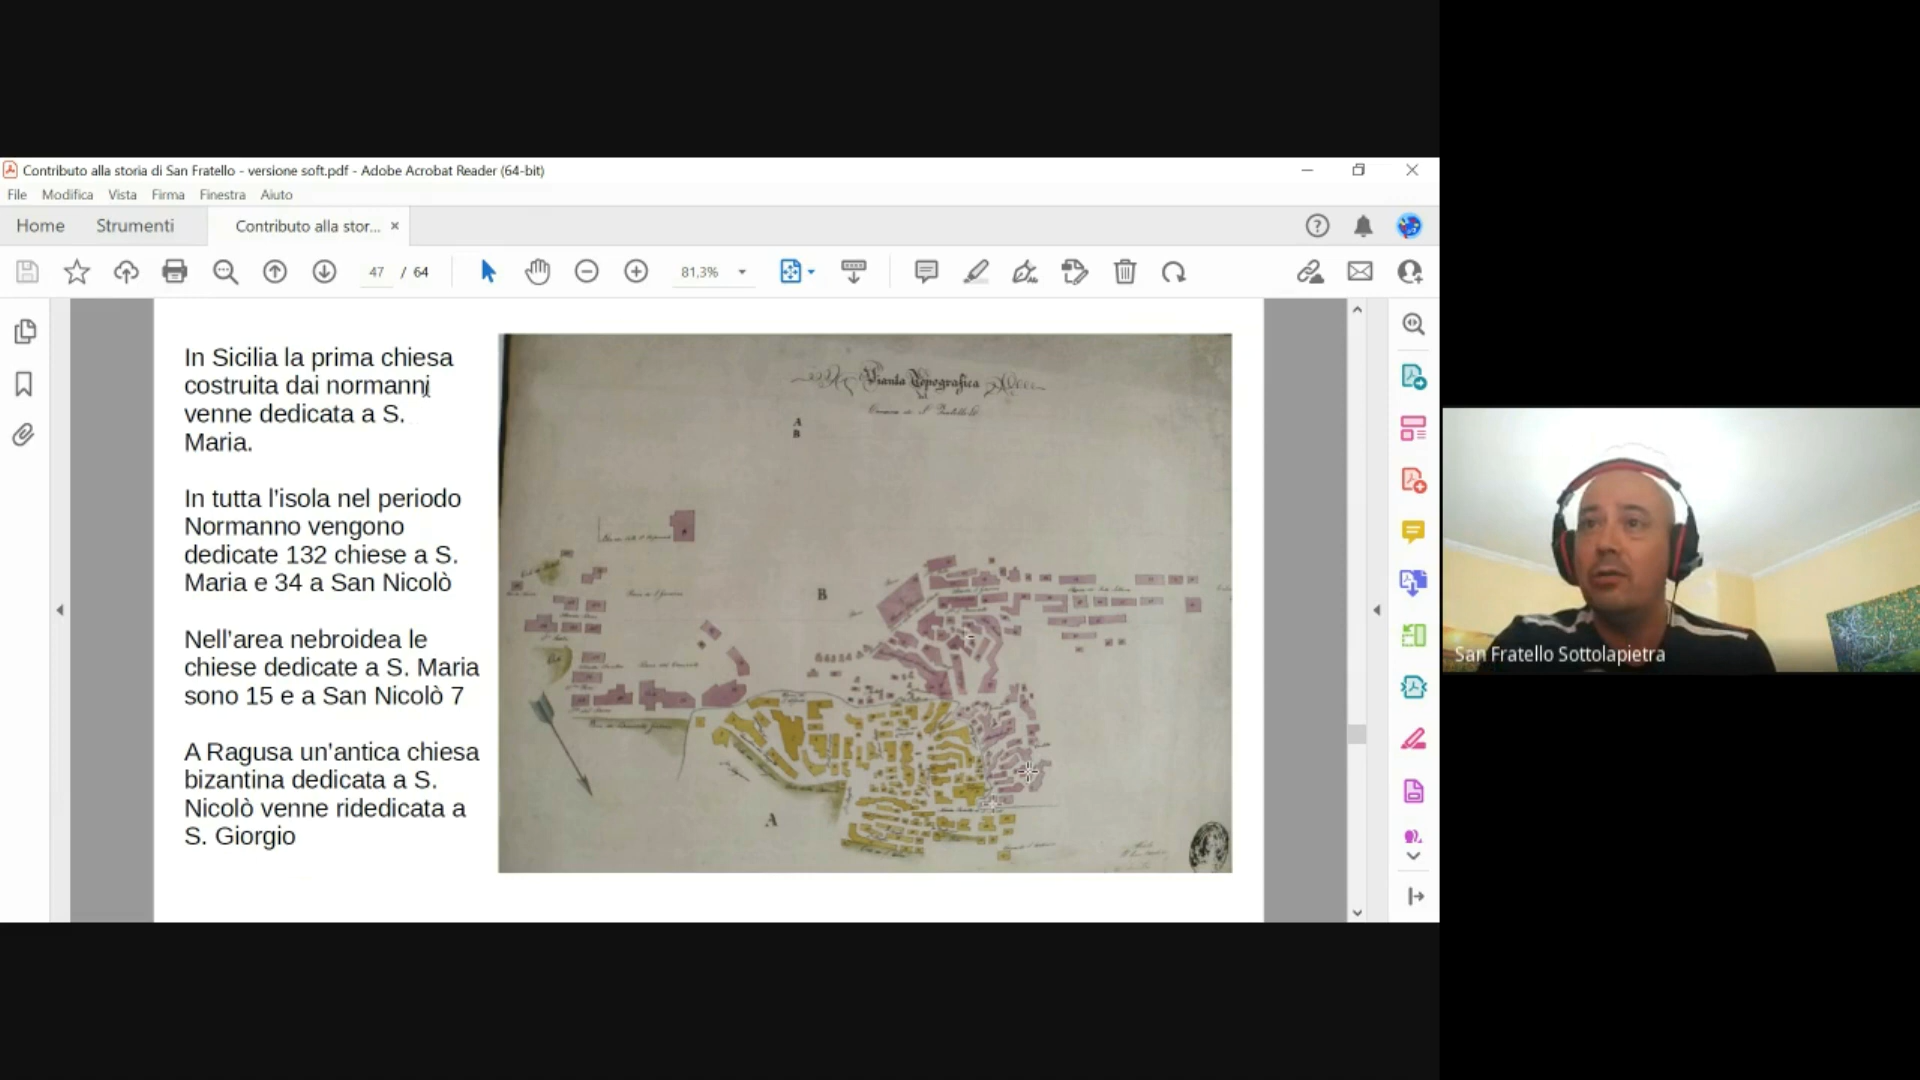 Contributo alla storia di San Fratello - versione soft.pdf - Adobe Acrobat Reader (64-bit)
File Modifica Vista Firma Finestra Aiuto
Home Strumenti Contributo alla stor... ×
47 / 64 81,3%
In Sicilia la prima chiesa
costruita dai normanni
venne dedicata a S.
Maria.
In tutta l'isola nel periodo
Normanno vengono
dedicate 132 chiese a S.
Maria e 34 a San Nicolò
Nell'area nebroidea le
chiese dedicate a S. Maria
sono 15 e a San Nicolò 7
A Ragusa un'antica chiesa
bizantina dedicata a S.
Nicolò venne ridedicata a
S. Giorgio
Pianta Topografica
A
B
B
A
San Fratello Sottolapietra